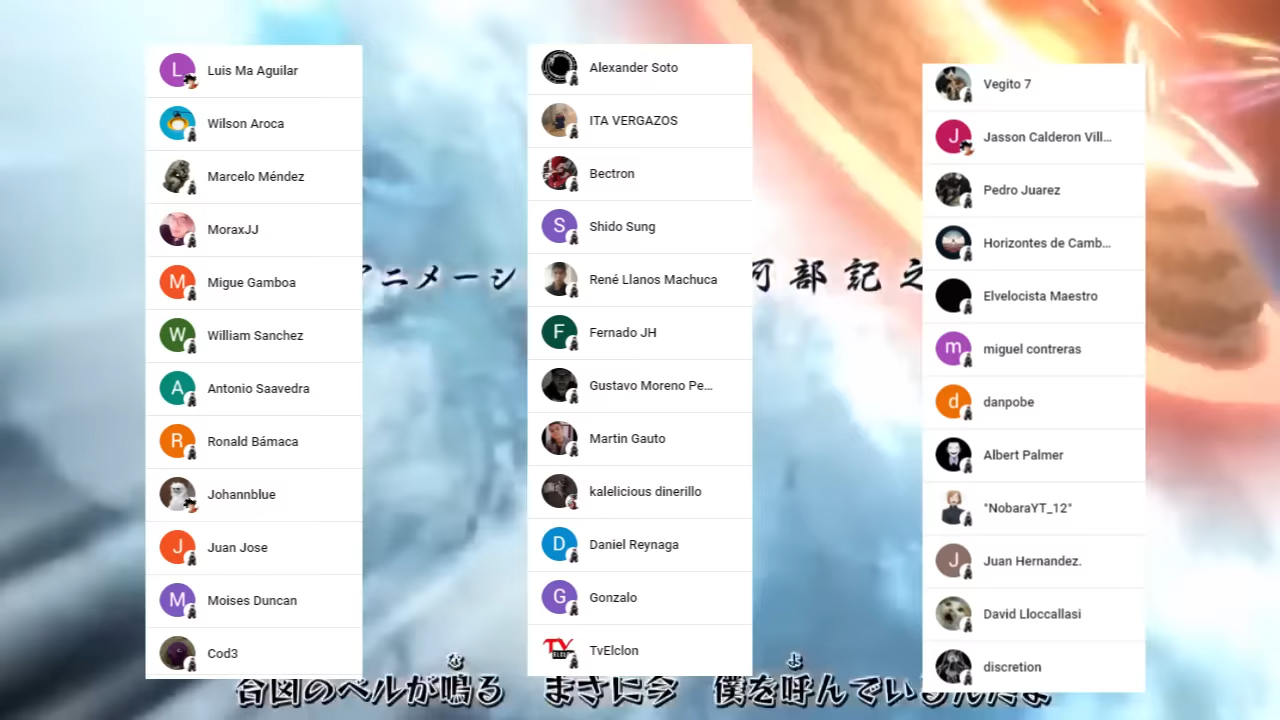 Luis Ma Aguilar
Wilson Aroca
Marcelo Méndez
MoraxJJ
Migue Gamboa
William Sanchez
Antonio Saavedra
Ronald Bámaca
Johannblue
Juan Jose
Moises Duncan
Cod3
Alexander Soto
ITA VERGAZOS
Bectron
Shido Sung
René Llanos Machuca
Fernado JH
Gustavo Moreno Pe...
Martin Gauto
kalelicious dinerillo
Daniel Reynaga
Gonzalo
TvElclon
Vegito 7
Jasson Calderon Vill...
Pedro Juarez
Horizontes de Camb...
Elvelocista Maestro
miguel contreras
danpobe
Albert Palmer
"NobaraYT_12"
Juan Hernandez.
David Lloccallasi
discretion
アニメーシ 阿部記之
合図のベルが鳴る まさに今 僕を呼んでいるんだよ